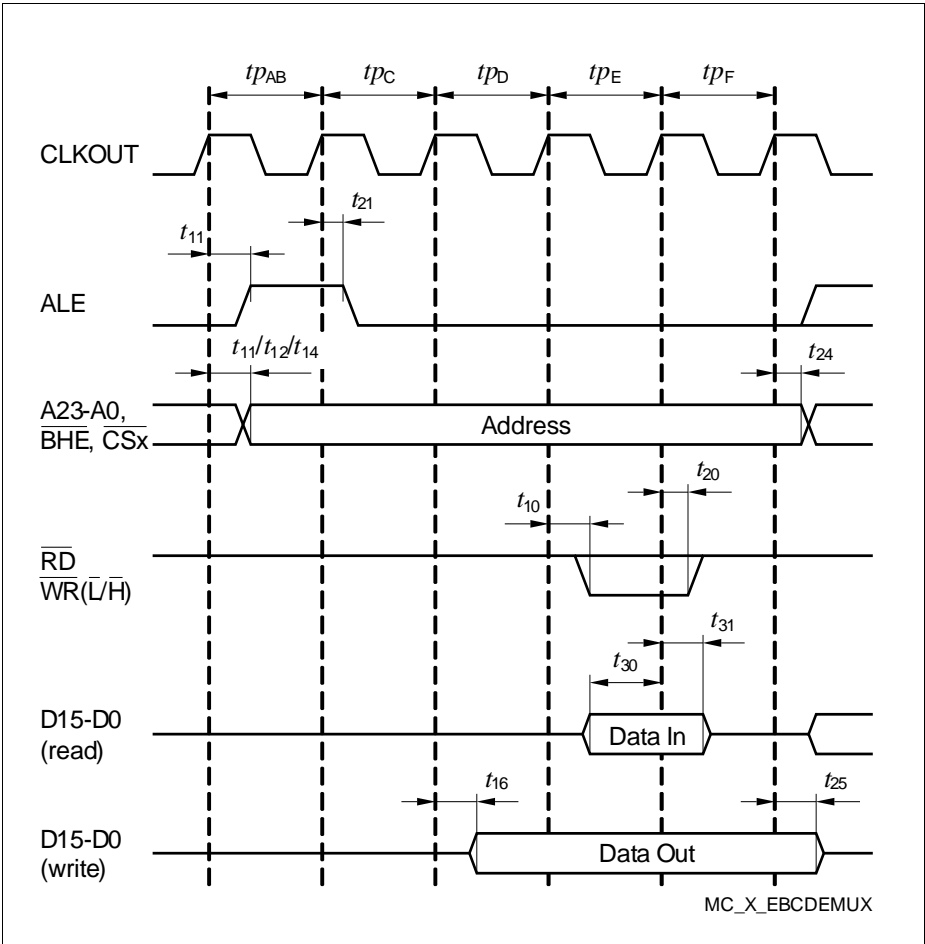 tpAB tpC tpD tpE tpF
CLKOUT
t21
t11
ALE
t11/t12/t14 t24
A23-A0,
BHE, CSx
Address
t20
t10
RD
WR(L/H)
t31
t30
D15-D0
(read)
Data In
t16 t25
D15-D0
(write)
Data Out
MC_X_EBCDEMUX